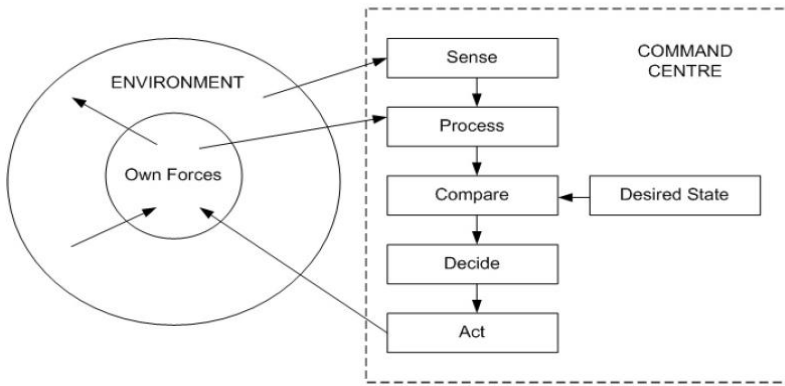 ENVIRONMENT
Own Forces
COMMAND
CENTRE
Sense
Process
Compare
Desired State
Decide
Act